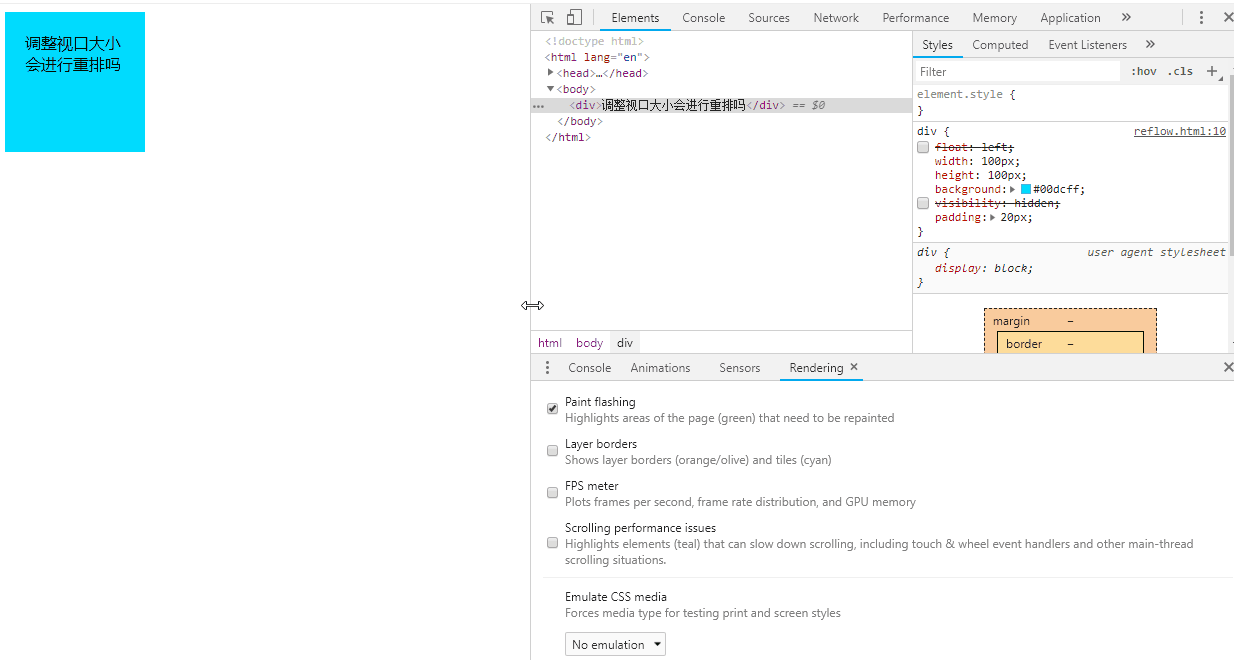 调整视口大小
会进行重排吗
Elements Console Sources Network Performance Memory Application »
<!doctype html>
<html lang="en">
<head>…</head>
<body>
<div>调整视口大小会进行重排吗</div> == $0
</body>
</html>
html body div
Styles Computed Event Listeners »
Filter :hov .cls +
element.style {
}
div { reflow.html:10
float: left;
width: 100px;
height: 100px;
background: #00dcff;
visibility: hidden;
padding: 20px;
}
div { user agent stylesheet
display: block;
}
margin –
border –
Console Animations Sensors Rendering ×
Paint flashing
Highlights areas of the page (green) that need to be repainted
Layer borders
Shows layer borders (orange/olive) and tiles (cyan)
FPS meter
Plots frames per second, frame rate distribution, and GPU memory
Scrolling performance issues
Highlights elements (teal) that can slow down scrolling, including touch & wheel event handlers and other main-thread
scrolling situations.
Emulate CSS media
Forces media type for testing print and screen styles
No emulation